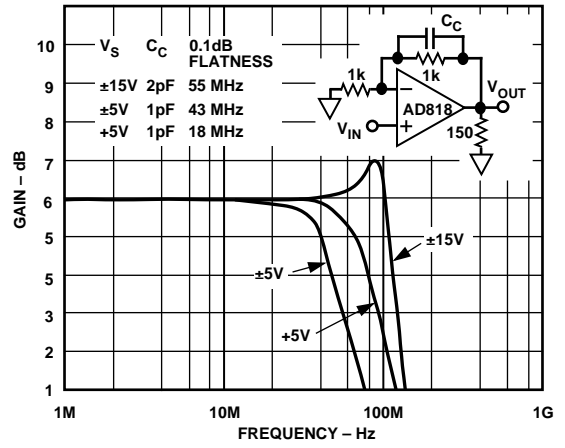 V_S C_C 0.1dB FLATNESS
±15V 2pF 55 MHz
±5V 1pF 43 MHz
+5V 1pF 18 MHz
C_C
1k
1k
AD818
−
+
V_IN
V_OUT
150
GAIN – dB
10
9
8
7
6
5
5
3
2
1
±15V
±5V
+5V
1M 10M 100M 1G
FREQUENCY – Hz